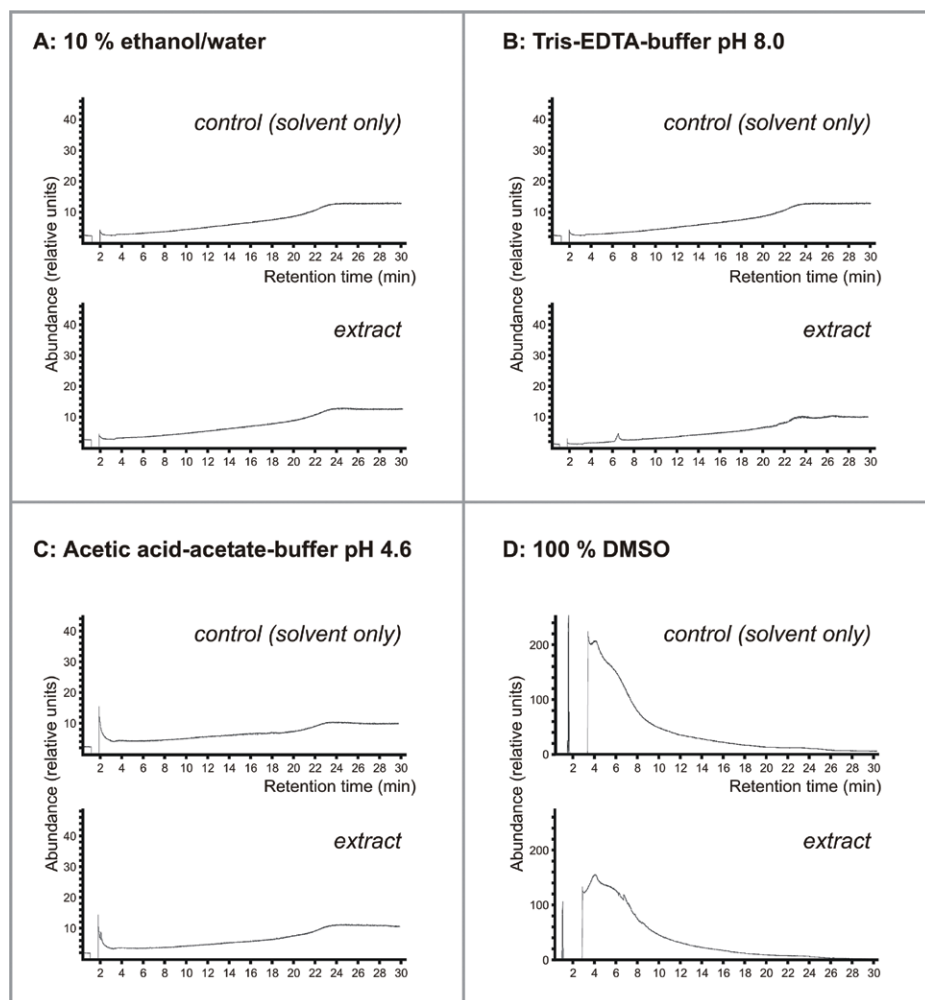 A: 10 % ethanol/water
control (solvent only)
40
30
20
10
2 4 6 8 10 12 14 16 18 20 22 24 26 28 30
Retention time (min)
Abundance (relative units)
extract
40
30
20
10
2 4 6 8 10 12 14 16 18 20 22 24 26 28 30
B: Tris-EDTA-buffer pH 8.0
control (solvent only)
40
30
20
10
2 4 6 8 10 12 14 16 18 20 22 24 26 28 30
Retention time (min)
Abundance (relative units)
extract
40
30
20
10
2 4 6 8 10 12 14 16 18 20 22 24 26 28 30
C: Acetic acid-acetate-buffer pH 4.6
control (solvent only)
40
30
20
10
2 4 6 8 10 12 14 16 18 20 22 24 26 28 30
Retention time (min)
Abundance (relative units)
extract
40
30
20
10
2 4 6 8 10 12 14 16 18 20 22 24 26 28 30
D: 100 % DMSO
control (solvent only)
200
100
0
2 4 6 8 10 12 14 16 18 20 22 24 26 28 30
Retention time (min)
Abundance (relative units)
extract
200
100
0
2 4 6 8 10 12 14 16 18 20 22 24 26 28 30